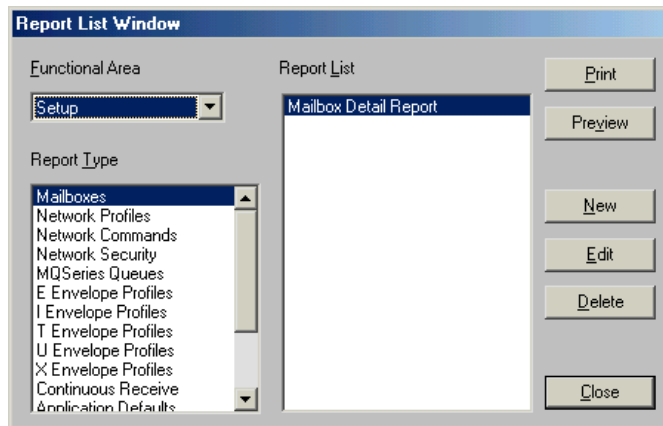 Report List Window
Functional Area
Setup
Report Type
Mailboxes
Network Profiles
Network Commands
Network Security
MQSeries Queues
E Envelope Profiles
I Envelope Profiles
T Envelope Profiles
U Envelope Profiles
X Envelope Profiles
Continuous Receive
Application Defaults
Report List
Mailbox Detail Report
Print
Preview
New
Edit
Delete
Close